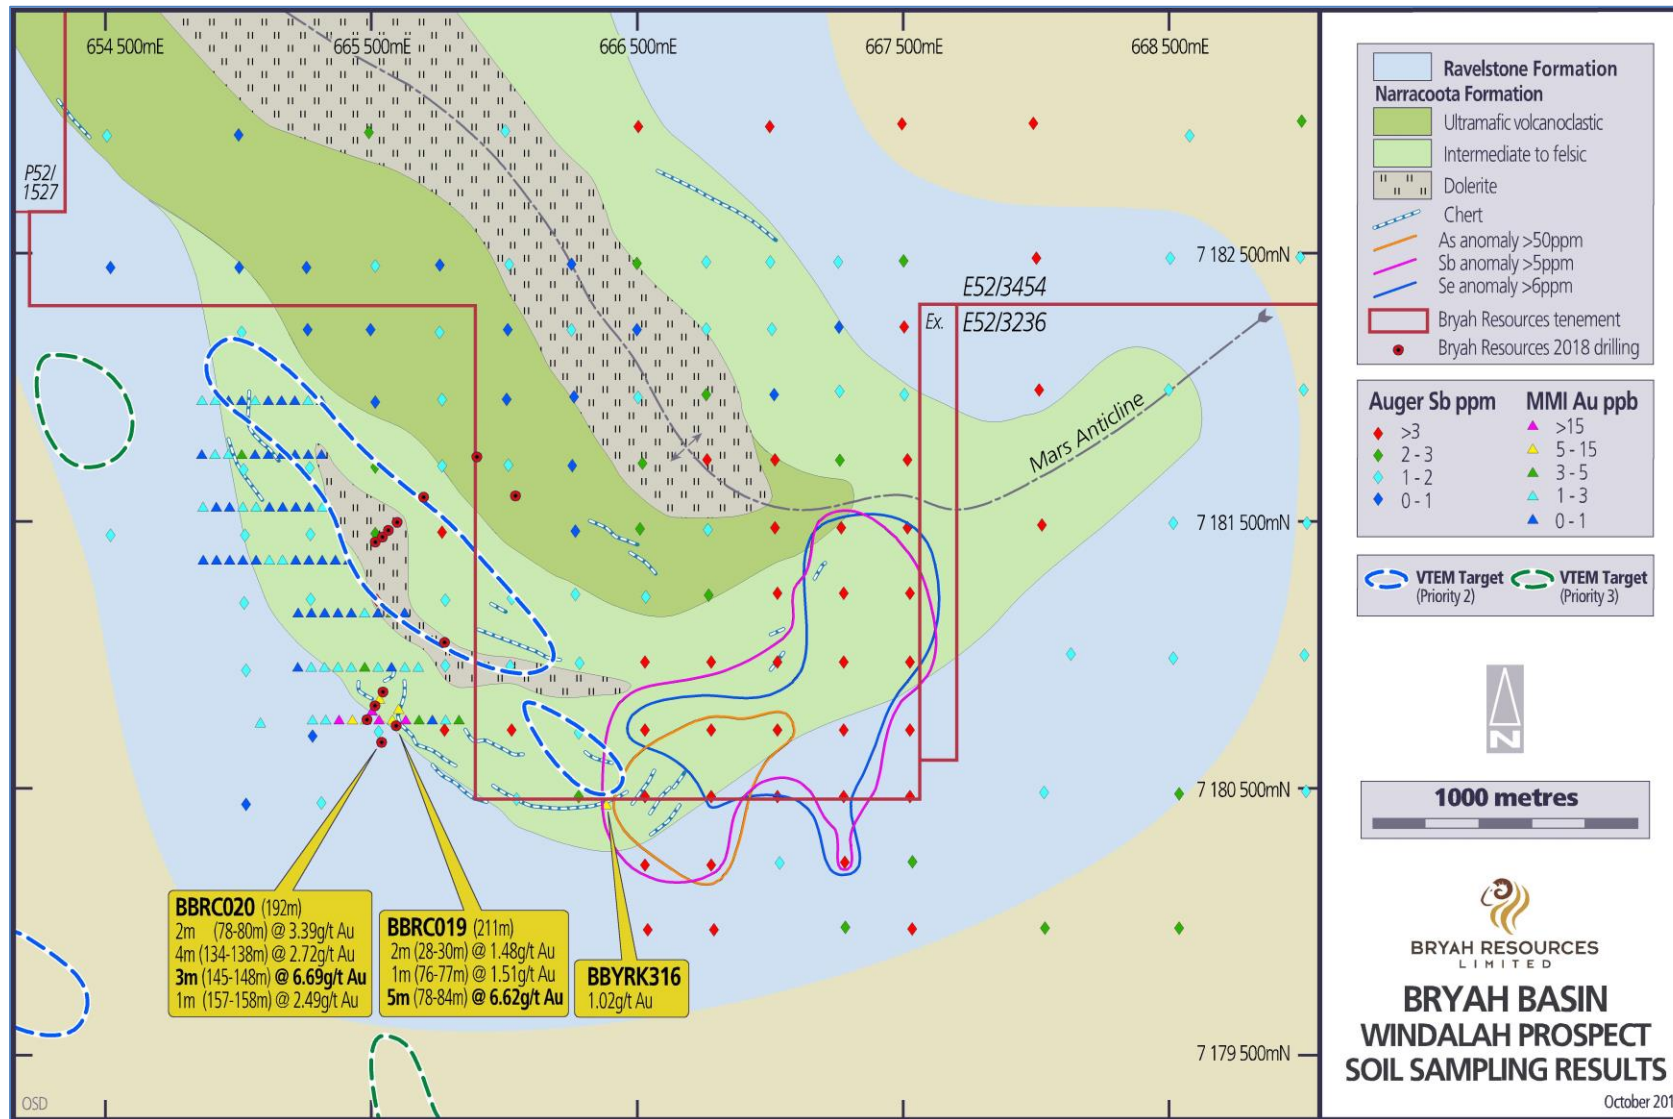 654 500mE
665 500mE
666 500mE
667 500mE
668 500mE
P52/
1527
7 182 500mN
E52/3454
Ex.
E52/3236
Mars Anticline
7 181 500mN
7 180 500mN
7 179 500mN
BBRC020 (192m)
2m (78-80m) @ 3.39g/t Au
4m (134-138m) @ 2.72g/t Au
3m (145-148m) @ 6.69g/t Au
1m (157-158m) @ 2.49g/t Au
BBRC019 (211m)
2m (28-30m) @ 1.48g/t Au
1m (76-77m) @ 1.51g/t Au
5m (78-84m) @ 6.62g/t Au
BBYRK316
1.02g/t Au
OSD
Ravelstone Formation
Narracoota Formation
Ultramafic volcanoclastic
Intermediate to felsic
Dolerite
Chert
As anomaly >50ppm
Sb anomaly >5ppm
Se anomaly >6ppm
Bryah Resources tenement
Bryah Resources 2018 drilling
Auger Sb ppm
>3
2 - 3
1 - 2
0 - 1
MMI Au ppb
>15
5 - 15
3 - 5
1 - 3
0 - 1
VTEM Target
(Priority 2)
VTEM Target
(Priority 3)
N
1000 metres
BRYAH RESOURCES
LIMITED
BRYAH BASIN
WINDALAH PROSPECT
SOIL SAMPLING RESULTS
October 201